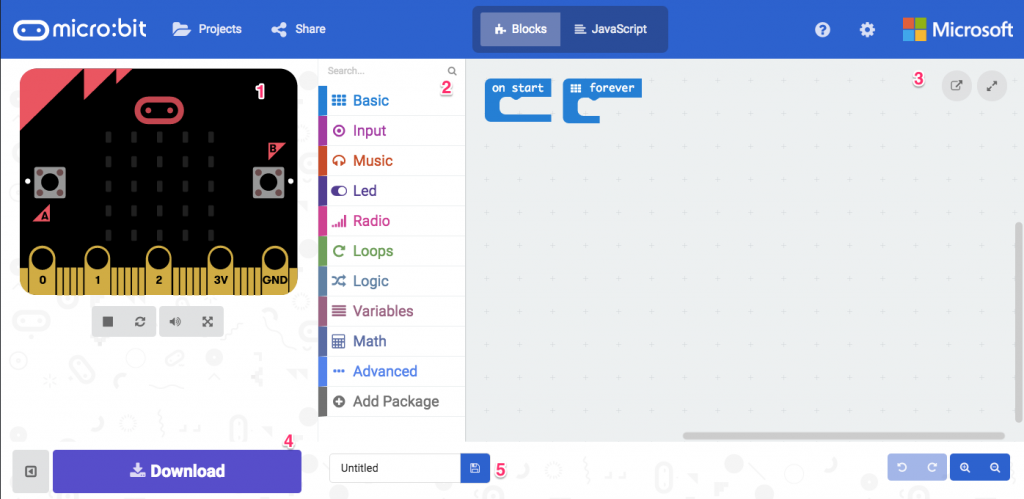 micro:bit Projects Share Blocks JavaScript Microsoft
1
B
A
0 1 2 3V GND
Search...
2
Basic
Input
Music
Led
Radio
Loops
Logic
Variables
Math
Advanced
Add Package
on start forever
3
4
Download
Untitled
5